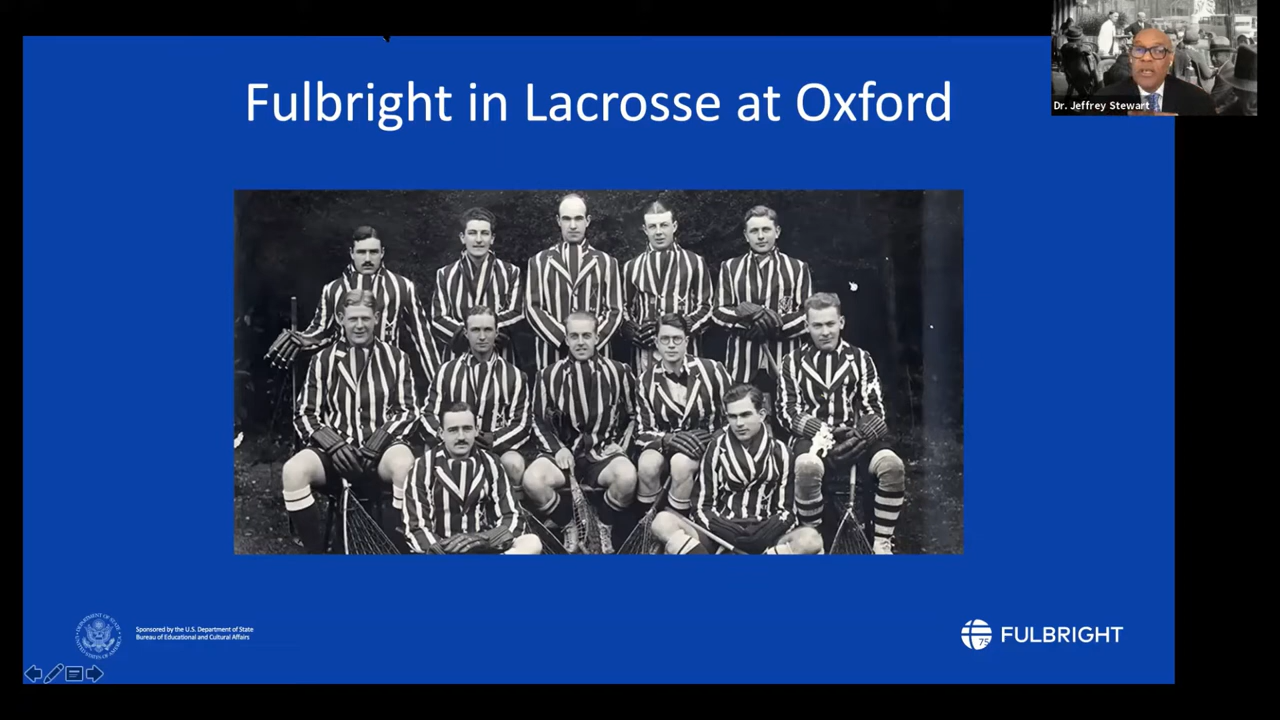 Fulbright in Lacrosse at Oxford
Dr. Jeffrey Stewart
Sponsored by the U.S. Department of State
Bureau of Educational and Cultural Affairs
75
FULBRIGHT